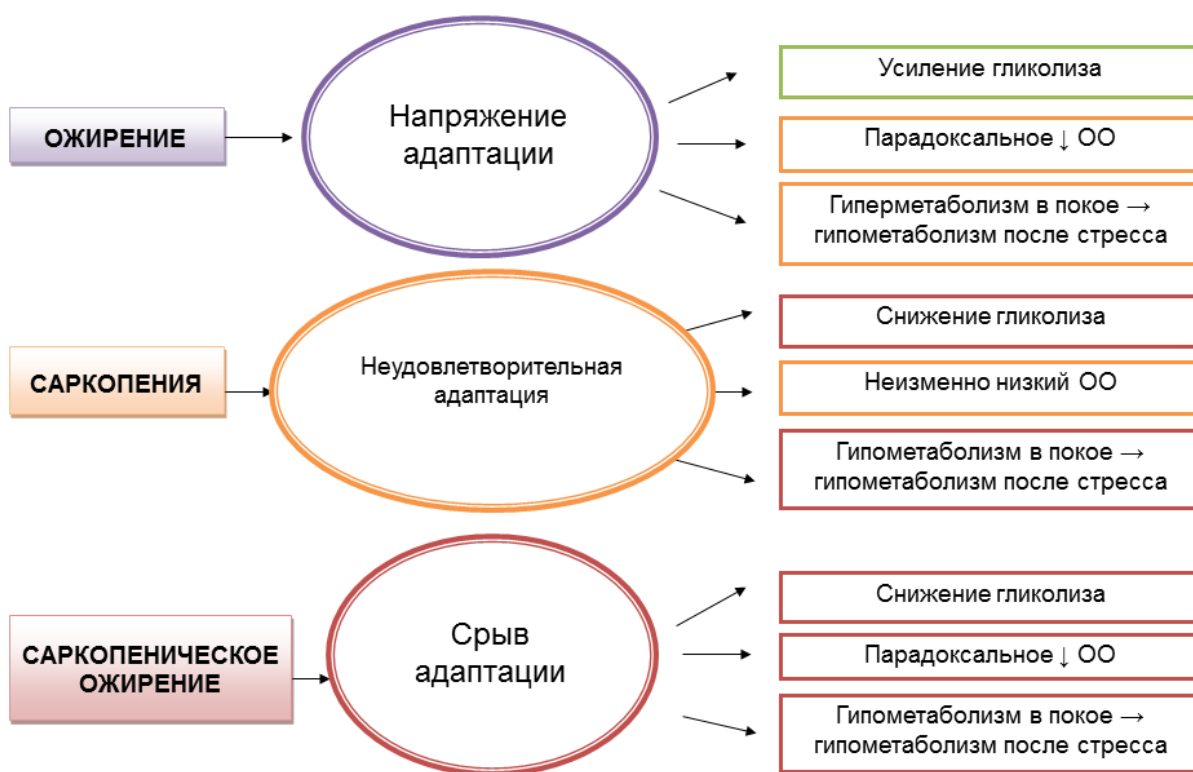 ОЖИРЕНИЕ
Напряжение
адаптации
Усиление гликолиза
Парадоксальное ↓ ОО
Гиперметаболизм в покое →
гипометаболизм после стресса
САРКОПЕНИЯ
Неудовлетворительная
адаптация
Снижение гликолиза
Неизменно низкий ОО
Гипометаболизм в покое →
гипометаболизм после стресса
САРКОПЕНИЧЕСКОЕ
ОЖИРЕНИЕ
Срыв
адаптации
Снижение гликолиза
Парадоксальное ↓ ОО
Гипометаболизм в покое →
гипометаболизм после стресса